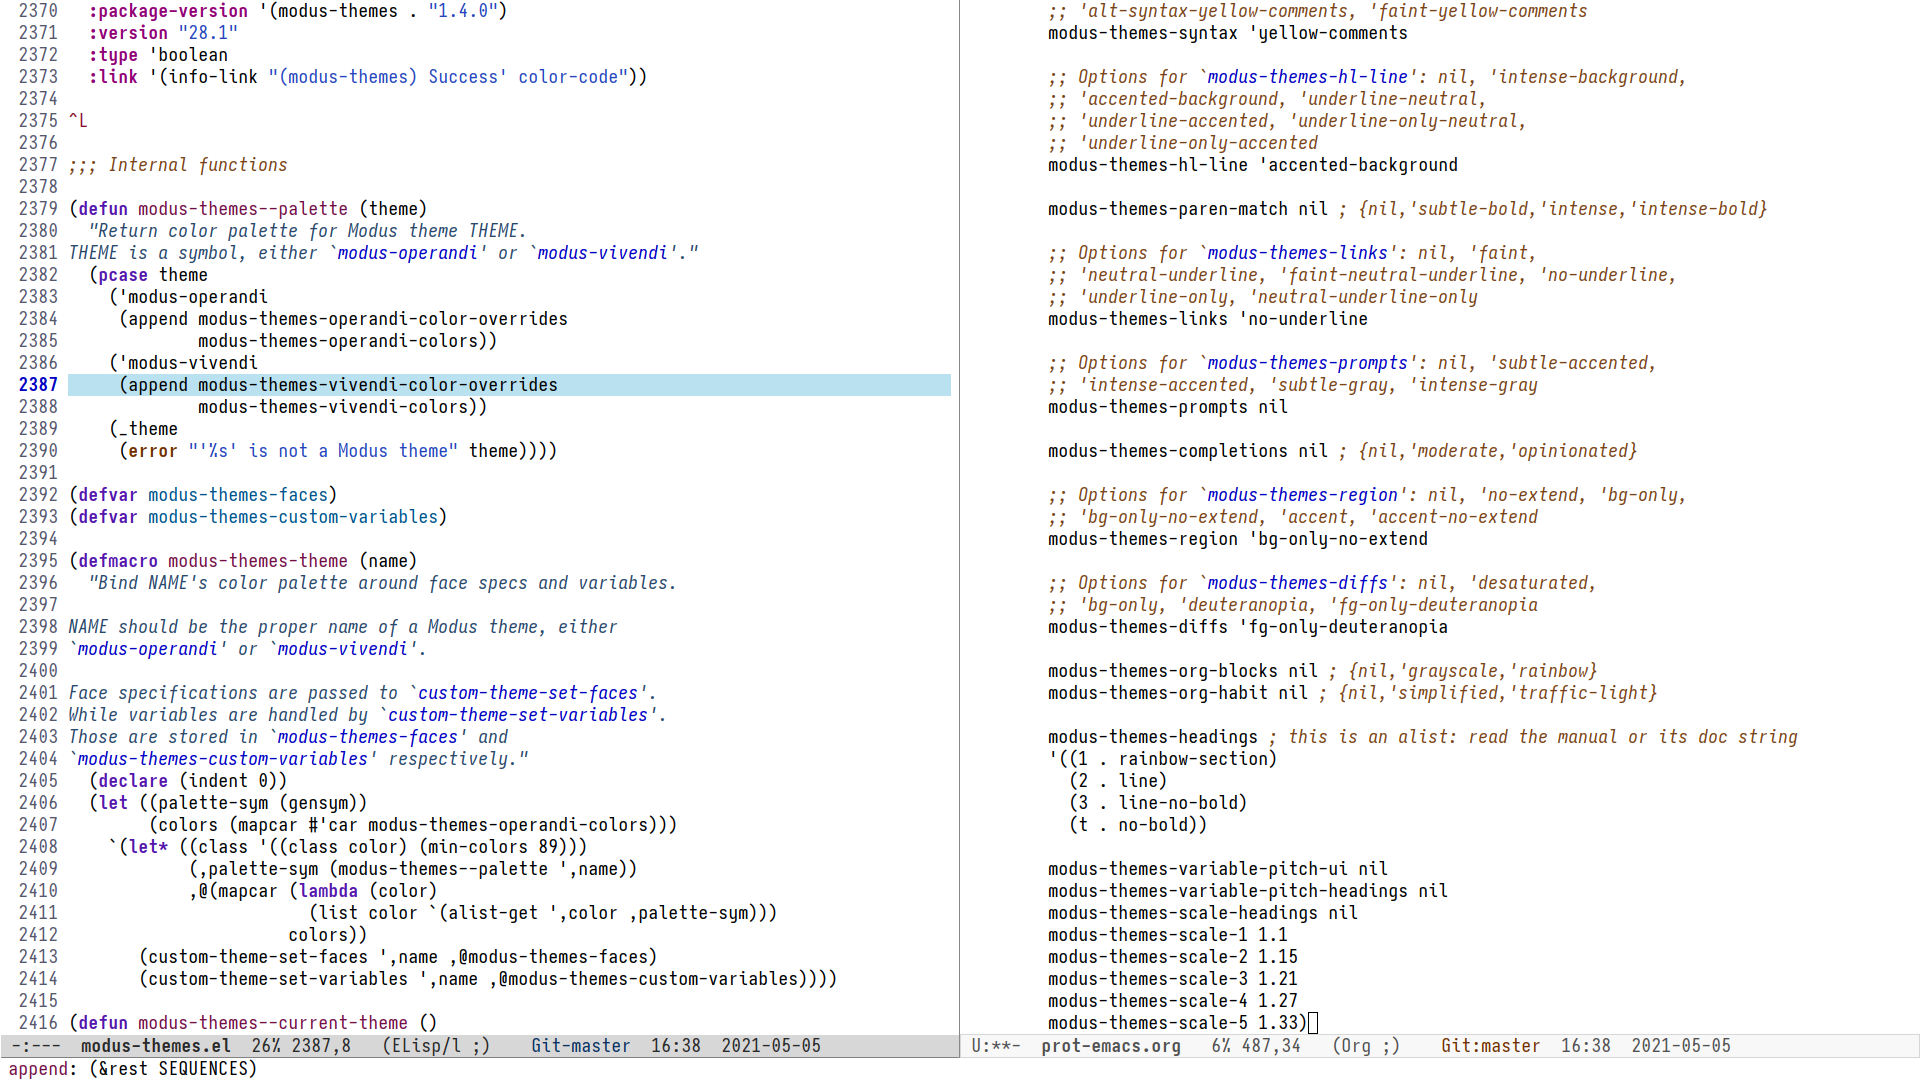 2370   :package-version '(modus-themes . "1.4.0")
2371   :version "28.1"
2372   :type 'boolean
2373   :link '(info-link "(modus-themes) Success' color-code"))
2374
2375 ^L
2376
2377 ;;; Internal functions
2378
2379 (defun modus-themes--palette (theme)
2380   "Return color palette for Modus theme THEME.
2381 THEME is a symbol, either `modus-operandi' or `modus-vivendi'."
2382   (pcase theme
2383     ('modus-operandi
2384      (append modus-themes-operandi-color-overrides
2385              modus-themes-operandi-colors))
2386     ('modus-vivendi
2387      (append modus-themes-vivendi-color-overrides
2388              modus-themes-vivendi-colors))
2389     (_theme
2390      (error "'%s' is not a Modus theme" theme))))
2391
2392 (defvar modus-themes-faces)
2393 (defvar modus-themes-custom-variables)
2394
2395 (defmacro modus-themes-theme (name)
2396   "Bind NAME's color palette around face specs and variables.
2397
2398 NAME should be the proper name of a Modus theme, either
2399 `modus-operandi' or `modus-vivendi'.
2400
2401 Face specifications are passed to `custom-theme-set-faces'.
2402 While variables are handled by `custom-theme-set-variables'.
2403 Those are stored in `modus-themes-faces' and
2404 `modus-themes-custom-variables' respectively."
2405   (declare (indent 0))
2406   (let ((palette-sym (gensym))
2407         (colors (mapcar #'car modus-themes-operandi-colors)))
2408     `(let* ((class '((class color) (min-colors 89)))
2409             (,palette-sym (modus-themes--palette ',name))
2410             ,@(mapcar (lambda (color)
2411                         (list color `(alist-get ',color ,palette-sym)))
2412                       colors))
2413        (custom-theme-set-faces ',name ,@modus-themes-faces)
2414        (custom-theme-set-variables ',name ,@modus-themes-custom-variables))))
2415
2416 (defun modus-themes--current-theme ()
-:---  modus-themes.el  26% 2387,8   (ELisp/l ;)    Git-master  16:38  2021-05-05
;; 'alt-syntax-yellow-comments, 'faint-yellow-comments
modus-themes-syntax 'yellow-comments

;; Options for `modus-themes-hl-line': nil, 'intense-background,
;; 'accented-background, 'underline-neutral,
;; 'underline-accented, 'underline-only-neutral,
;; 'underline-only-accented
modus-themes-hl-line 'accented-background

modus-themes-paren-match nil ; {nil,'subtle-bold,'intense,'intense-bold}

;; Options for `modus-themes-links': nil, 'faint,
;; 'neutral-underline, 'faint-neutral-underline, 'no-underline,
;; 'underline-only, 'neutral-underline-only
modus-themes-links 'no-underline

;; Options for `modus-themes-prompts': nil, 'subtle-accented,
;; 'intense-accented, 'subtle-gray, 'intense-gray
modus-themes-prompts nil

modus-themes-completions nil ; {nil,'moderate,'opinionated}

;; Options for `modus-themes-region': nil, 'no-extend, 'bg-only,
;; 'bg-only-no-extend, 'accent, 'accent-no-extend
modus-themes-region 'bg-only-no-extend

;; Options for `modus-themes-diffs': nil, 'desaturated,
;; 'bg-only, 'deuteranopia, 'fg-only-deuteranopia
modus-themes-diffs 'fg-only-deuteranopia

modus-themes-org-blocks nil ; {nil,'grayscale,'rainbow}
modus-themes-org-habit nil ; {nil,'simplified,'traffic-light}

modus-themes-headings ; this is an alist: read the manual or its doc string
'((1 . rainbow-section)
  (2 . line)
  (3 . line-no-bold)
  (t . no-bold))

modus-themes-variable-pitch-ui nil
modus-themes-variable-pitch-headings nil
modus-themes-scale-headings nil
modus-themes-scale-1 1.1
modus-themes-scale-2 1.15
modus-themes-scale-3 1.21
modus-themes-scale-4 1.27
modus-themes-scale-5 1.33)
U:**-  prot-emacs.org   6% 487,34   (Org ;)    Git:master  16:38  2021-05-05
append: (&rest SEQUENCES)